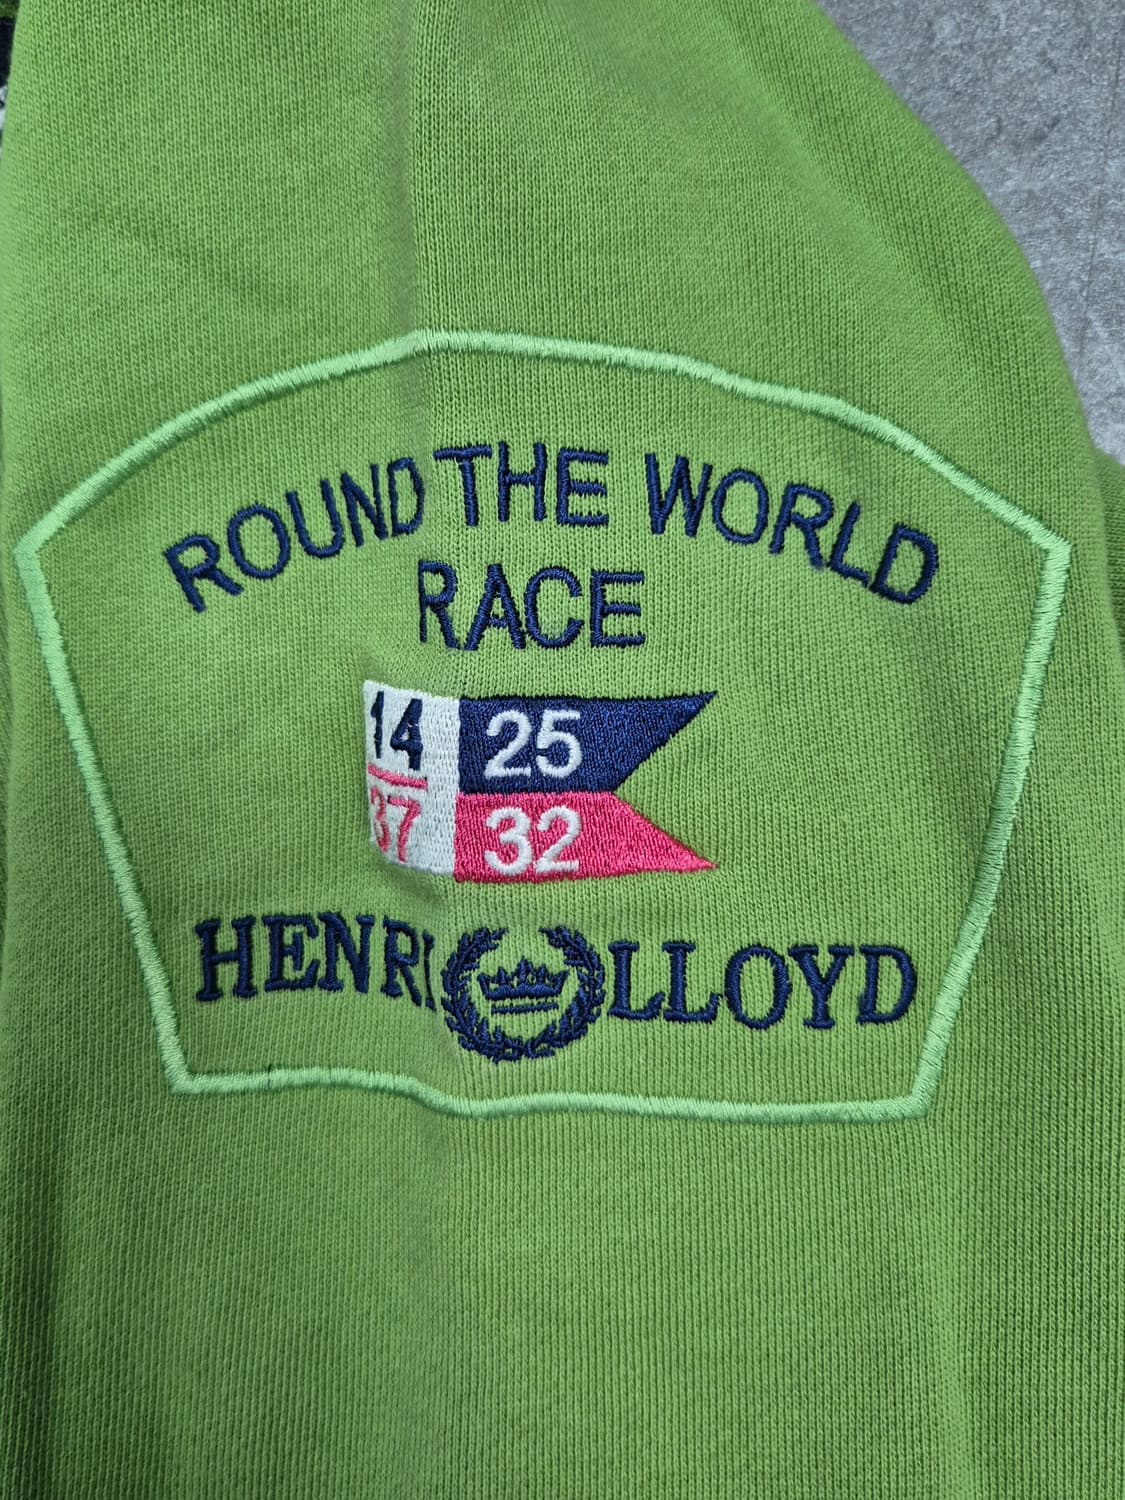 ROUND THE WORLD
RACE
14 25
37 32
HENRI LLOYD